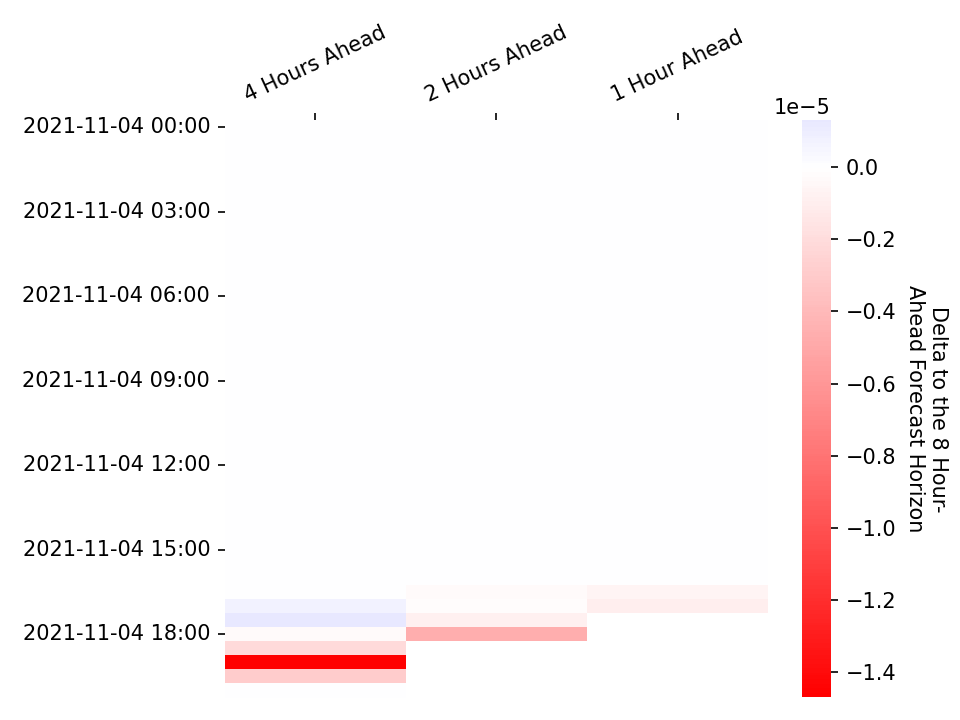 4 Hours Ahead
2 Hours Ahead
1 Hour Ahead
1e−5
2021-11-04 00:00
2021-11-04 03:00
2021-11-04 06:00
2021-11-04 09:00
2021-11-04 12:00
2021-11-04 15:00
2021-11-04 18:00
0.0
−0.2
−0.4
−0.6
−0.8
−1.0
−1.2
−1.4
Delta to the 8 Hour-
Ahead Forecast Horizon